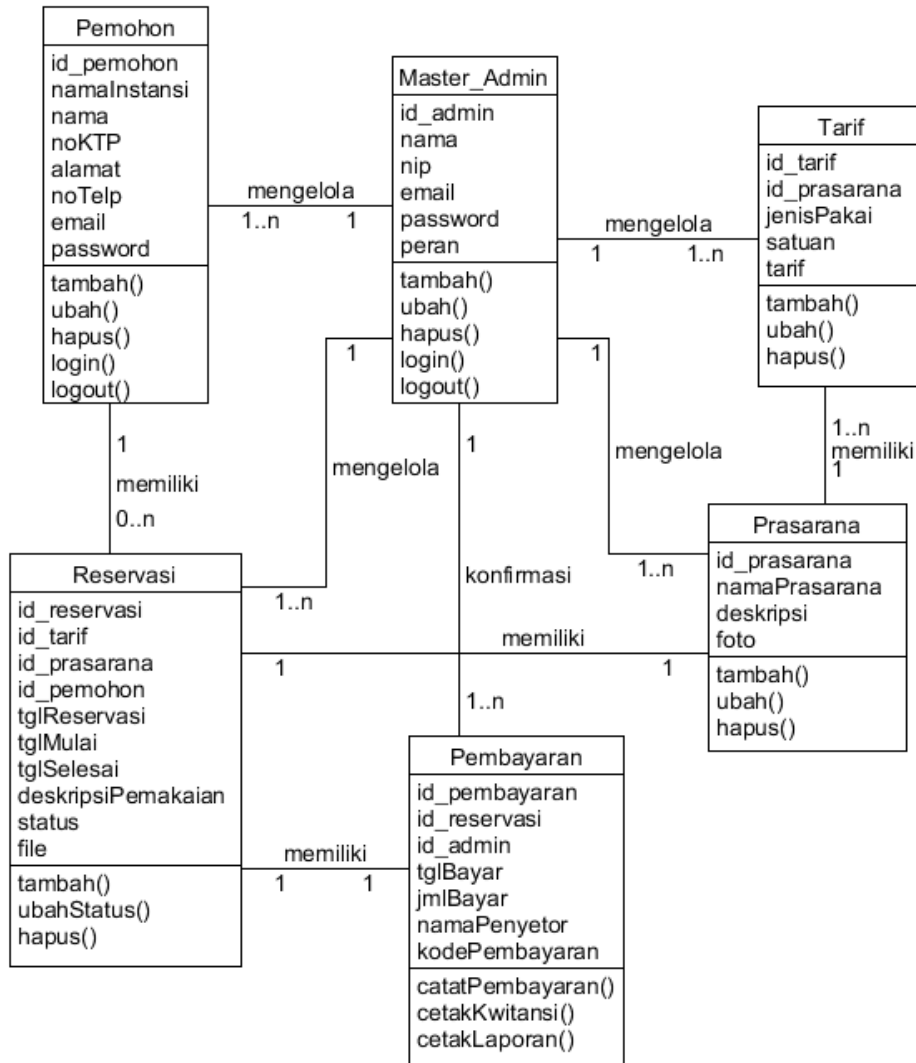 Pemohon
id_pemohon
namaInstansi
nama
noKTP
alamat
noTelp
email
password
tambah()
ubah()
hapus()
login()
logout()
mengelola
1..n 1
Master_Admin
id_admin
nama
nip
email
password
peran
tambah()
ubah()
hapus()
login()
logout()
mengelola
1 1..n
Tarif
id_tarif
id_prasarana
jenisPakai
satuan
tarif
tambah()
ubah()
hapus()
1
memiliki
0..n
1
mengelola
1..n
1
konfirmasi
1..n
1
mengelola
1..n
1..n
memiliki
1
Reservasi
id_reservasi
id_tarif
id_prasarana
id_pemohon
tglReservasi
tglMulai
tglSelesai
deskripsiPemakaian
status
file
tambah()
ubahStatus()
hapus()
memiliki
1 1
Prasarana
id_prasarana
namaPrasarana
deskripsi
foto
tambah()
ubah()
hapus()
memiliki
1 1
Pembayaran
id_pembayaran
id_reservasi
id_admin
tglBayar
jmlBayar
namaPenyetor
kodePembayaran
catatPembayaran()
cetakKwitansi()
cetakLaporan()